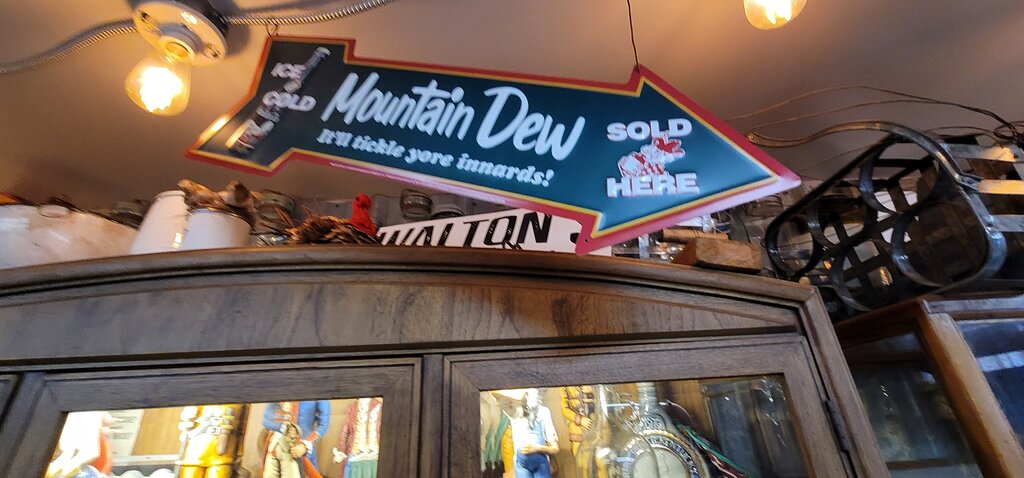 ICE
COLD
Mountain Dew
It'll tickle yore innards!
SOLD
HERE
WALTON